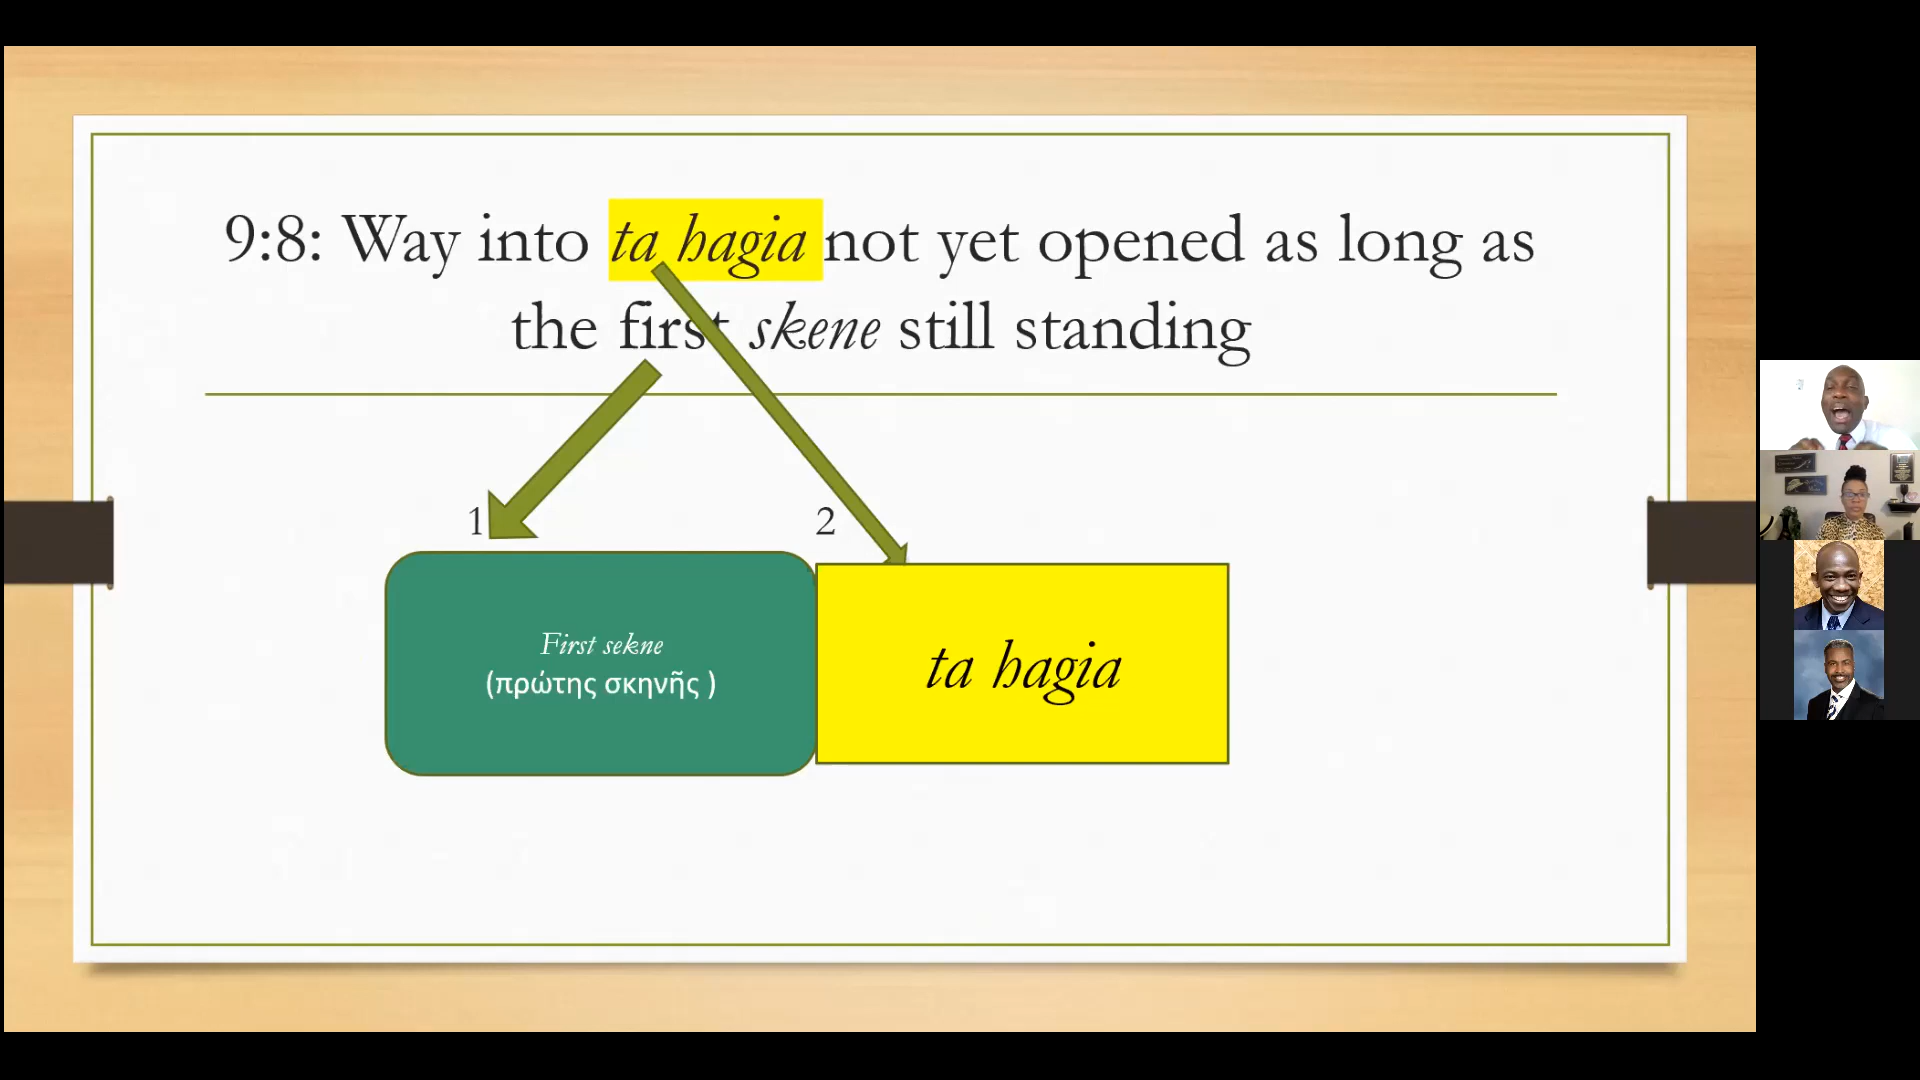 9:8: Way into ta hagia not yet opened as long as
the first skene still standing
1
2
First sekne
(πρώτης σκηνῆς )
ta hagia